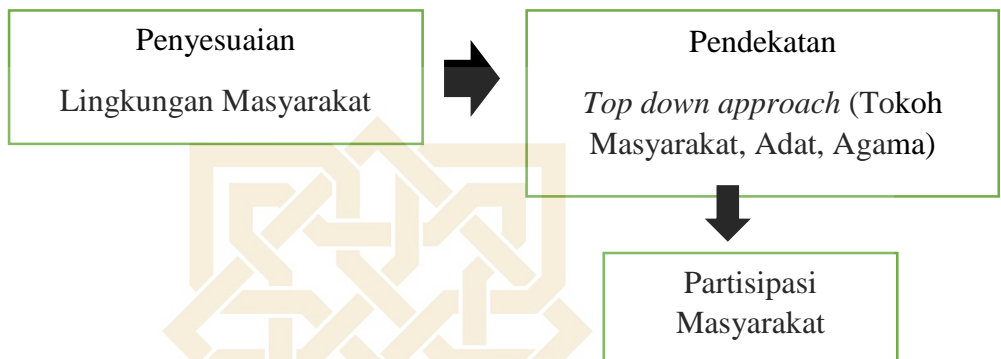 Penyesuaian
Lingkungan Masyarakat
Pendekatan
Top down approach (Tokoh
Masyarakat, Adat, Agama)
Partisipasi
Masyarakat